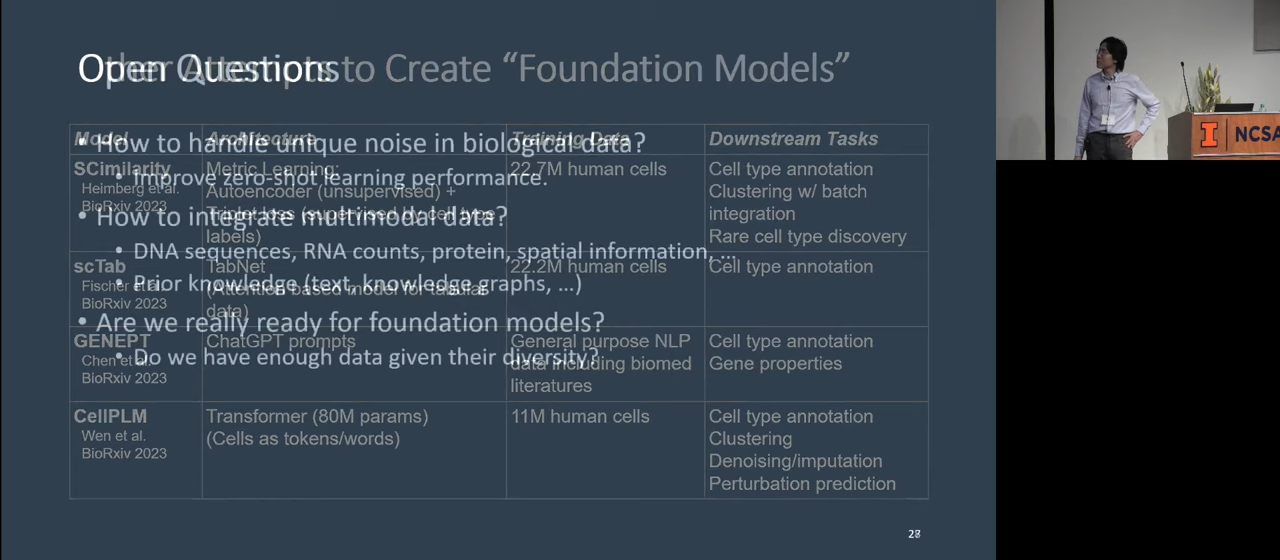 Open Questions
Other Attempts to Create “Foundation Models”
• How to handle unique noise in biological data?
• Improve zero-shot learning performance.
• How to integrate multimodal data?
• DNA sequences, RNA counts, protein, spatial information, ...
• Prior knowledge (text, knowledge graphs, ...)
• Are we really ready for foundation models?
• Do we have enough data given their diversity?
Model
Architecture
Training Data
Downstream Tasks
SCimilarity
Heimberg et al.
BioRxiv 2023
Metric Learning:
Autoencoder (unsupervised) +
Triplet loss (supervised by cell type
labels)
22.7M human cells
Cell type annotation
Clustering w/ batch
integration
Rare cell type discovery
scTab
Fischer et al.
BioRxiv 2023
TabNet
(Attention based model for tabular
data)
22.2M human cells
Cell type annotation
GENEPT
Chen et al.
BioRxiv 2023
ChatGPT prompts
General purpose NLP
data including biomed
literatures
Cell type annotation
Gene properties
CellPLM
Wen et al.
BioRxiv 2023
Transformer (80M params)
(Cells as tokens/words)
11M human cells
Cell type annotation
Clustering
Denoising/imputation
Perturbation prediction
I NCSA